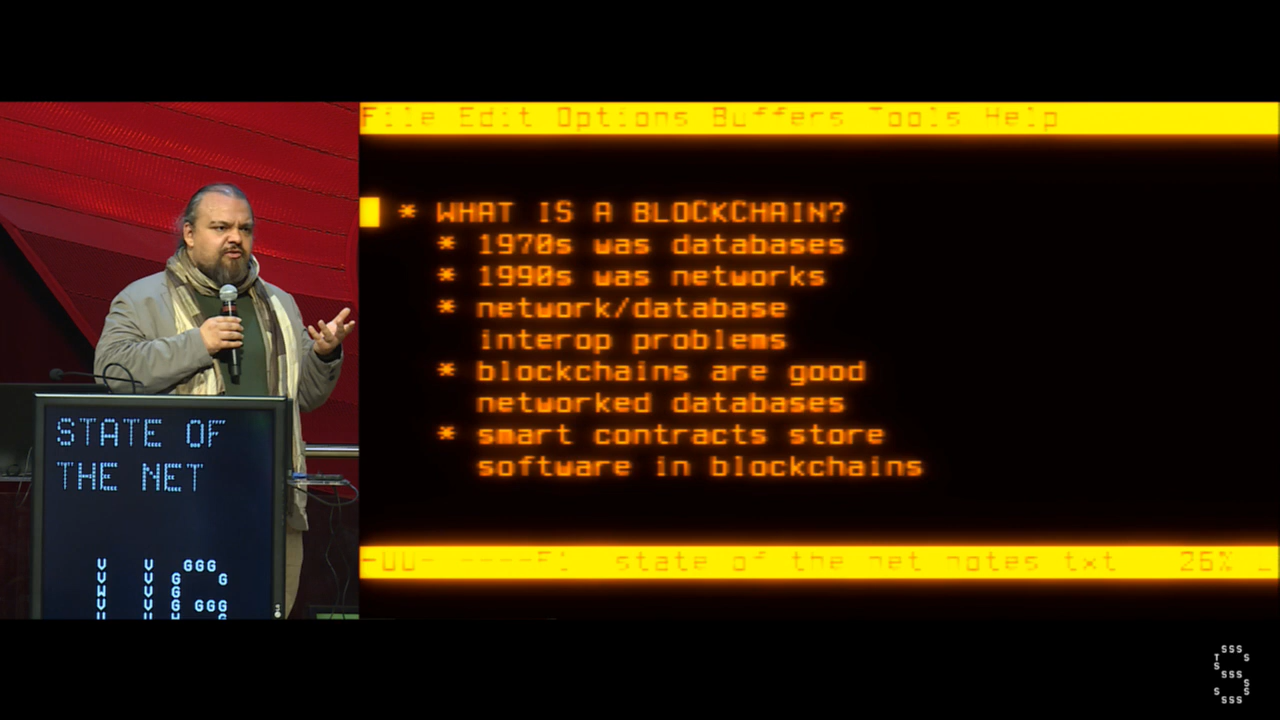 File Edit Options Buffers Tools Help
* WHAT IS A BLOCKCHAIN?
* 1970s was databases
* 1990s was networks
* network/database
interop problems
* blockchains are good
networked databases
* smart contracts store
software in blockchains
-UU- ----F1 state of the net notes txt 26%
STATE OF
THE NET